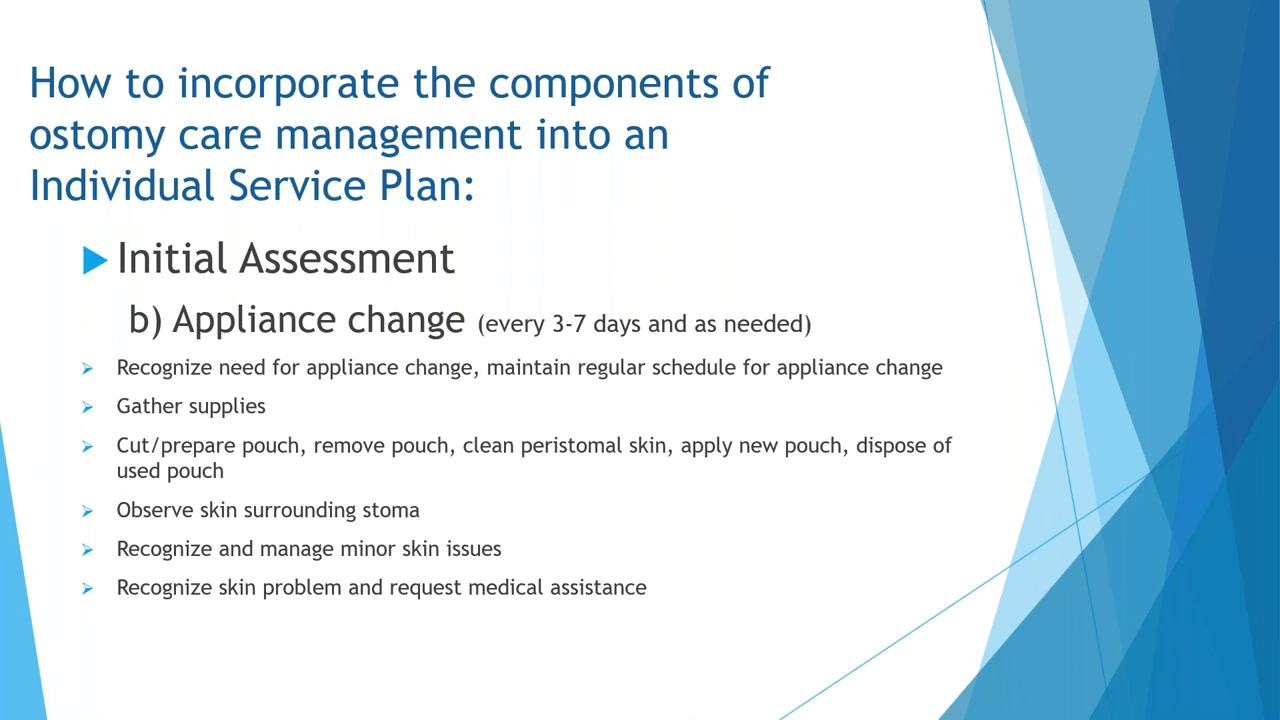 How to incorporate the components of
ostomy care management into an
Individual Service Plan:
Initial Assessment
b) Appliance change (every 3-7 days and as needed)
Recognize need for appliance change, maintain regular schedule for appliance change
Gather supplies
Cut/prepare pouch, remove pouch, clean peristomal skin, apply new pouch, dispose of
used pouch
Observe skin surrounding stoma
Recognize and manage minor skin issues
Recognize skin problem and request medical assistance